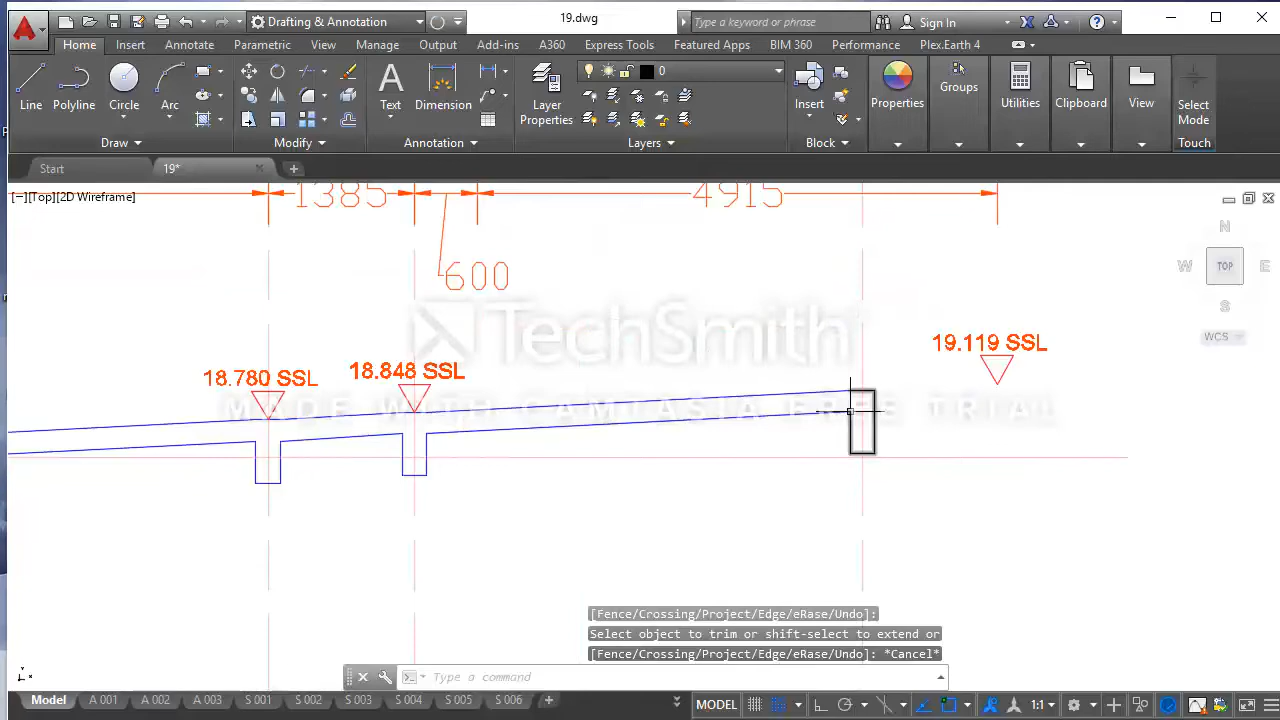 Drafting & Annotation
19.dwg
Type a keyword or phrase
Sign In
Home Insert Annotate Parametric View Manage Output Add-ins A360 Express Tools Featured Apps BIM 360 Performance Plex.Earth 4
Line Polyline Circle Arc
Text Dimension
Layer Properties
0
Insert
Properties Groups Utilities Clipboard View Select Mode
Draw Modify Annotation Layers Block Touch
Start 19*
[−][Top][2D Wireframe]
1385 4915
600
N
W TOP E
S
WCS
TechSmith
MADE WITH CAMTASIA FREE TRIAL
18.780 SSL
18.848 SSL
19.119 SSL
[Fence/Crossing/Project/Edge/eRase/Undo]:
Select object to trim or shift-select to extend or
[Fence/Crossing/Project/Edge/eRase/Undo]: *Cancel*
Type a command
Model A 001 A 002 A 003 S 001 S 002 S 003 S 004 S 005 S 006
MODEL 1:1